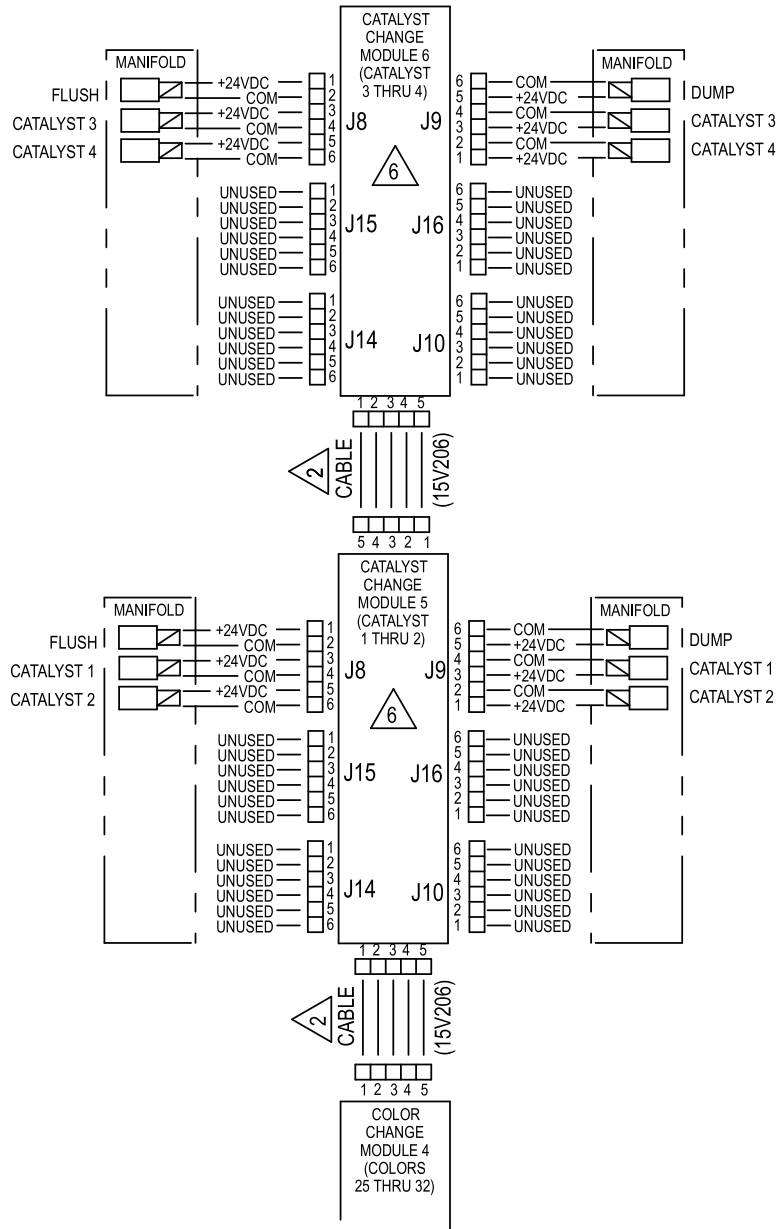 CATALYST
CHANGE
MODULE 6
(CATALYST
3 THRU 4)
MANIFOLD
FLUSH
CATALYST 3
CATALYST 4
+24VDC 1
COM 2
+24VDC 3
COM 4
+24VDC 5
COM 6
J8 J9
6
6 COM
5 +24VDC
4 COM
3 +24VDC
2 COM
1 +24VDC
MANIFOLD
DUMP
CATALYST 3
CATALYST 4
UNUSED 1
UNUSED 2
UNUSED 3
UNUSED 4
UNUSED 5
UNUSED 6
J15 J16
6 UNUSED
5 UNUSED
4 UNUSED
3 UNUSED
2 UNUSED
1 UNUSED
UNUSED 1
UNUSED 2
UNUSED 3
UNUSED 4
UNUSED 5
UNUSED 6
J14 J10
6 UNUSED
5 UNUSED
4 UNUSED
3 UNUSED
2 UNUSED
1 UNUSED
1 2 3 4 5
2
CABLE
(15V206)
5 4 3 2 1
CATALYST
CHANGE
MODULE 5
(CATALYST
1 THRU 2)
MANIFOLD
FLUSH
CATALYST 1
CATALYST 2
+24VDC 1
COM 2
+24VDC 3
COM 4
+24VDC 5
COM 6
J8 J9
6
6 COM
5 +24VDC
4 COM
3 +24VDC
2 COM
1 +24VDC
MANIFOLD
DUMP
CATALYST 1
CATALYST 2
UNUSED 1
UNUSED 2
UNUSED 3
UNUSED 4
UNUSED 5
UNUSED 6
J15 J16
6 UNUSED
5 UNUSED
4 UNUSED
3 UNUSED
2 UNUSED
1 UNUSED
UNUSED 1
UNUSED 2
UNUSED 3
UNUSED 4
UNUSED 5
UNUSED 6
J14 J10
6 UNUSED
5 UNUSED
4 UNUSED
3 UNUSED
2 UNUSED
1 UNUSED
1 2 3 4 5
2
CABLE
(15V206)
1 2 3 4 5
COLOR
CHANGE
MODULE 4
(COLORS
25 THRU 32)